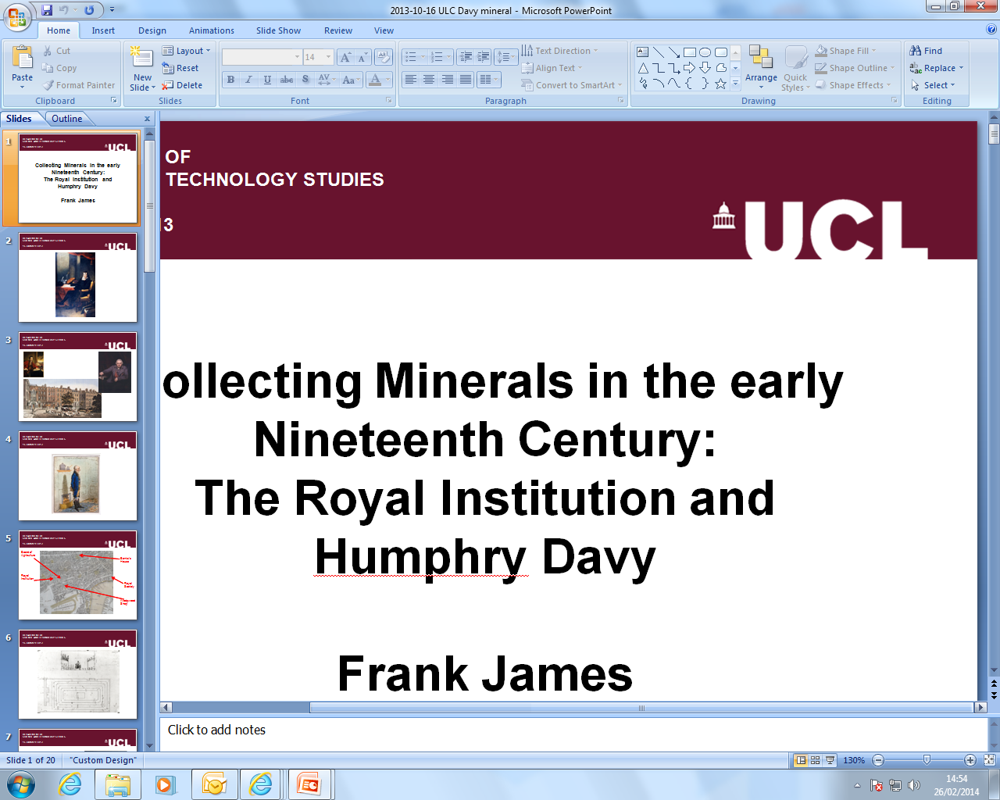 2013-10-16 ULC Davy mineral - Microsoft PowerPoint
Home Insert Design Animations Slide Show Review View
Paste
Cut
Copy
Format Painter
Clipboard
New Slide
Layout
Reset
Delete
Slides
14
B I U abc S AV Aa A
Font
Text Direction
Align Text
Convert to SmartArt
Paragraph
Arrange
Quick Styles
Shape Fill
Shape Outline
Shape Effects
Drawing
Find
Replace
Select
Editing
Slides Outline
1
UCL
Collecting Minerals in the early
Nineteenth Century:
The Royal Institution and
Humphry Davy
Frank James
2
UCL
3
UCL
4
UCL
5
UCL
6
UCL
7
UCL
OF
TECHNOLOGY STUDIES
13
UCL
ollecting Minerals in the early
Nineteenth Century:
The Royal Institution and
Humphry Davy
Frank James
Click to add notes
Slide 1 of 20 "Custom Design" 130%
14:54
26/02/2014